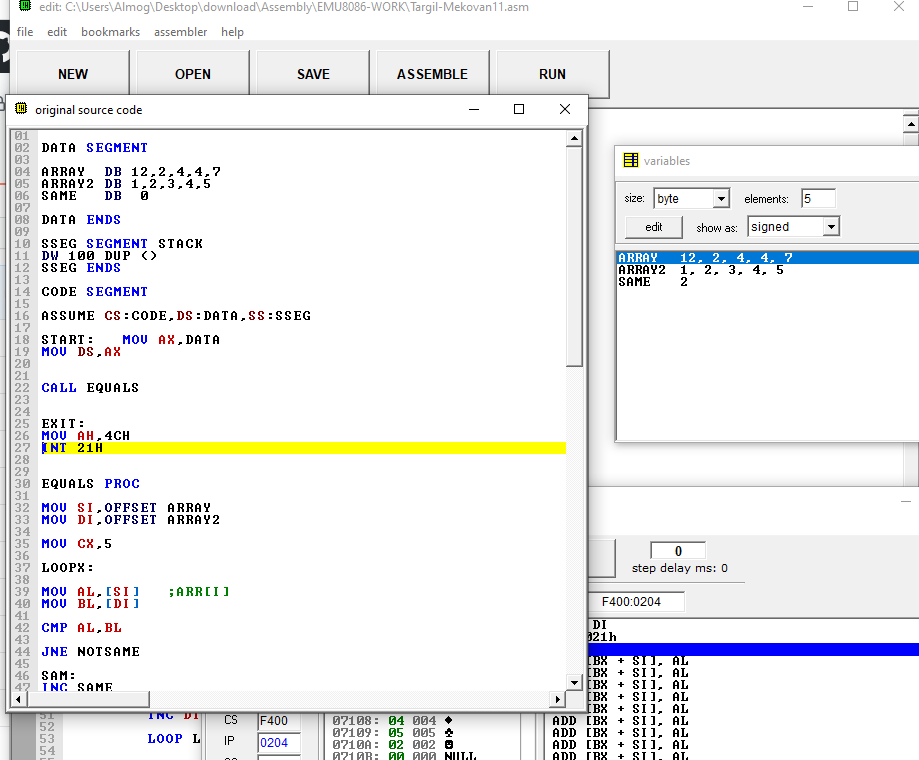 edit: C:\Users\Almog\Desktop\download\Assembly\EMU8086-WORK\Targil-Mekovan11.asm
file edit bookmarks assembler help
NEW OPEN SAVE ASSEMBLE RUN
original source code
01
02 DATA SEGMENT
03
04 ARRAY DB 12,2,4,4,7
05 ARRAY2 DB 1,2,3,4,5
06 SAME DB 0
07
08 DATA ENDS
09
10 SSEG SEGMENT STACK
11 DW 100 DUP ()
12 SSEG ENDS
13
14 CODE SEGMENT
15
16 ASSUME CS:CODE,DS:DATA,SS:SSEG
17
18 START: MOV AX,DATA
19 MOV DS,AX
20
21
22 CALL EQUALS
23
24
25 EXIT:
26 MOV AH,4CH
27 INT 21H
28
29
30 EQUALS PROC
31
32 MOV SI,OFFSET ARRAY
33 MOV DI,OFFSET ARRAY2
34
35 MOV CX,5
36
37 LOOPX:
38
39 MOV AL,[SI] ;ARR[I]
40 MOV BL,[DI]
41
42 CMP AL,BL
43
44 JNE NOTSAME
45
46 SAM:
47 INC SAME
variables
size: byte elements: 5
edit show as: signed
ARRAY 12, 2, 4, 4, 7
ARRAY2 1, 2, 3, 4, 5
SAME 2
0
step delay ms: 0
F400:0204
DI
021h
[BX + SI], AL
[BX + SI], AL
[BX + SI], AL
[BX + SI], AL
[BX + SI], AL
51 INC DI
52
53 LOOP L
54
CS F400
IP 0204
07108: 04 004 ♦
07109: 05 005 ♣
0710A: 02 002 ☻
0710B: 00 000 NULL
ADD [BX + SI], AL
ADD [BX + SI], AL
ADD [BX + SI], AL
ADD [BX + SI], AL